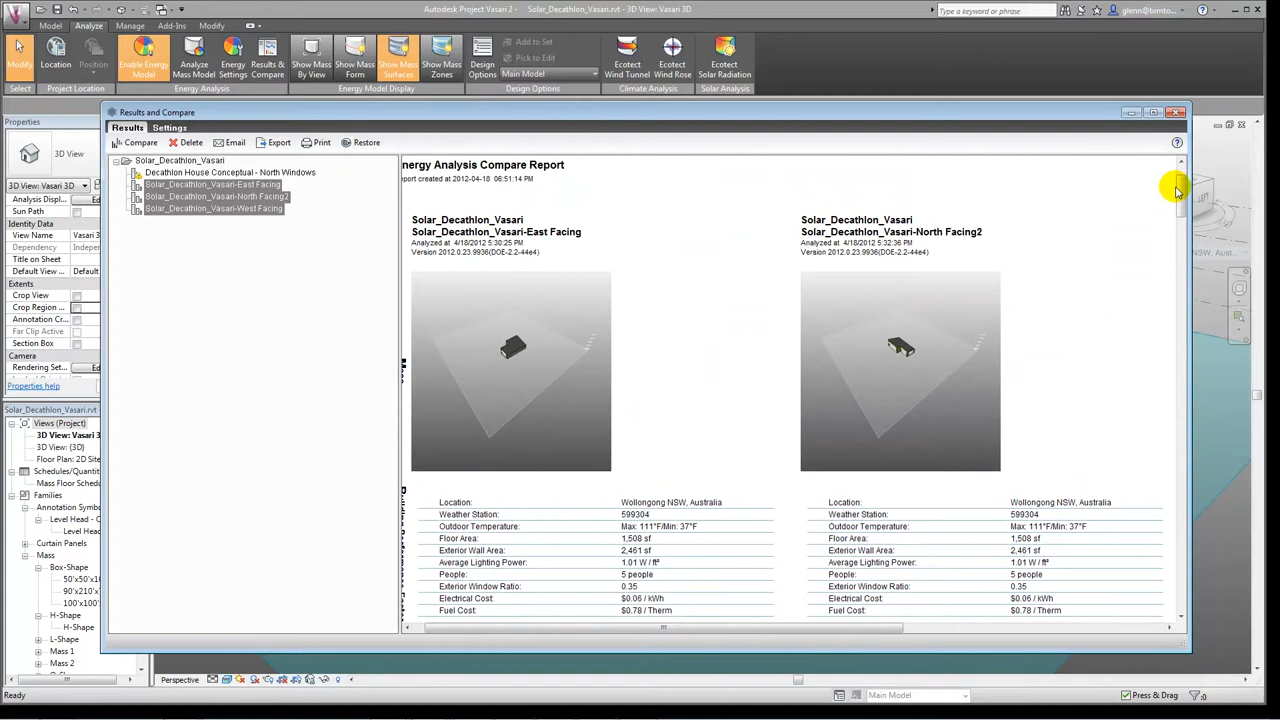 Autodesk Project Vasari 2 - Solar_Decathlon_Vasari.rvt - 3D View: Vasari 3D
Type a keyword or phrase
glenn@bimto...
Model Analyze Manage Add-Ins Modify
Modify
Location
Position
Enable Energy Model
Analyze Mass Model
Energy Settings
Results & Compare
Show Mass By View
Show Mass Form
Show Mass Surfaces
Show Mass Zones
Design Options
Add to Set
Pick to Edit
Main Model
Ecotect Wind Tunnel
Ecotect Wind Rose
Ecotect Solar Radiation
Select Project Location Energy Analysis Energy Model Display Design Options Climate Analysis Solar Analysis
Properties
3D View
3D View: Vasari 3D
Analysis Displ...
Sun Path
Identity Data
View Name Vasari 3
Dependency Indepen
Title on Sheet
Default View ... Default
Extents
Crop View
Crop Region ...
Annotation Cr...
Far Clip Active
Section Box
Camera
Rendering Set...
Properties help
Solar_Decathlon_Vasari.rvt
Views (Project)
3D View: Vasari 3
3D View: {3D}
Floor Plan: 2D Site
Schedules/Quantit
Mass Floor Schedu
Families
Annotation Symbo
Level Head - C
Level Head
Curtain Panels
Mass
Box-Shape
50'x50'x1
90'x210'
100'x100'
H-Shape
H-Shape
L-Shape
Mass 1
Mass 2
Results and Compare
Results Settings
Compare Delete Email Export Print Restore
Solar_Decathlon_Vasari
Decathlon House Conceptual - North Windows
Solar_Decathlon_Vasari-East Facing
Solar_Decathlon_Vasari-North Facing2
Solar_Decathlon_Vasari-West Facing
nergy Analysis Compare Report
port created at 2012-04-18 06:51:14 PM
Solar_Decathlon_Vasari
Solar_Decathlon_Vasari-East Facing
Analyzed at 4/18/2012 5:30:25 PM
Version 2012.0.23.9936(DOE-2.2-44e4)
Location: Wollongong NSW, Australia
Weather Station: 599304
Outdoor Temperature: Max: 111°F/Min: 37°F
Floor Area: 1,508 sf
Exterior Wall Area: 2,461 sf
Average Lighting Power: 1.01 W / ft²
People: 5 people
Exterior Window Ratio: 0.35
Electrical Cost: $0.06 / kWh
Fuel Cost: $0.78 / Therm
Solar_Decathlon_Vasari
Solar_Decathlon_Vasari-North Facing2
Analyzed at 4/18/2012 5:32:36 PM
Version 2012.0.23.9936(DOE-2.2-44e4)
Location: Wollongong NSW, Australia
Weather Station: 599304
Outdoor Temperature: Max: 111°F/Min: 37°F
Floor Area: 1,508 sf
Exterior Wall Area: 2,461 sf
Average Lighting Power: 1.01 W / ft²
People: 5 people
Exterior Window Ratio: 0.35
Electrical Cost: $0.06 / kWh
Fuel Cost: $0.78 / Therm
Ready
Perspective
Main Model
Press & Drag
:0